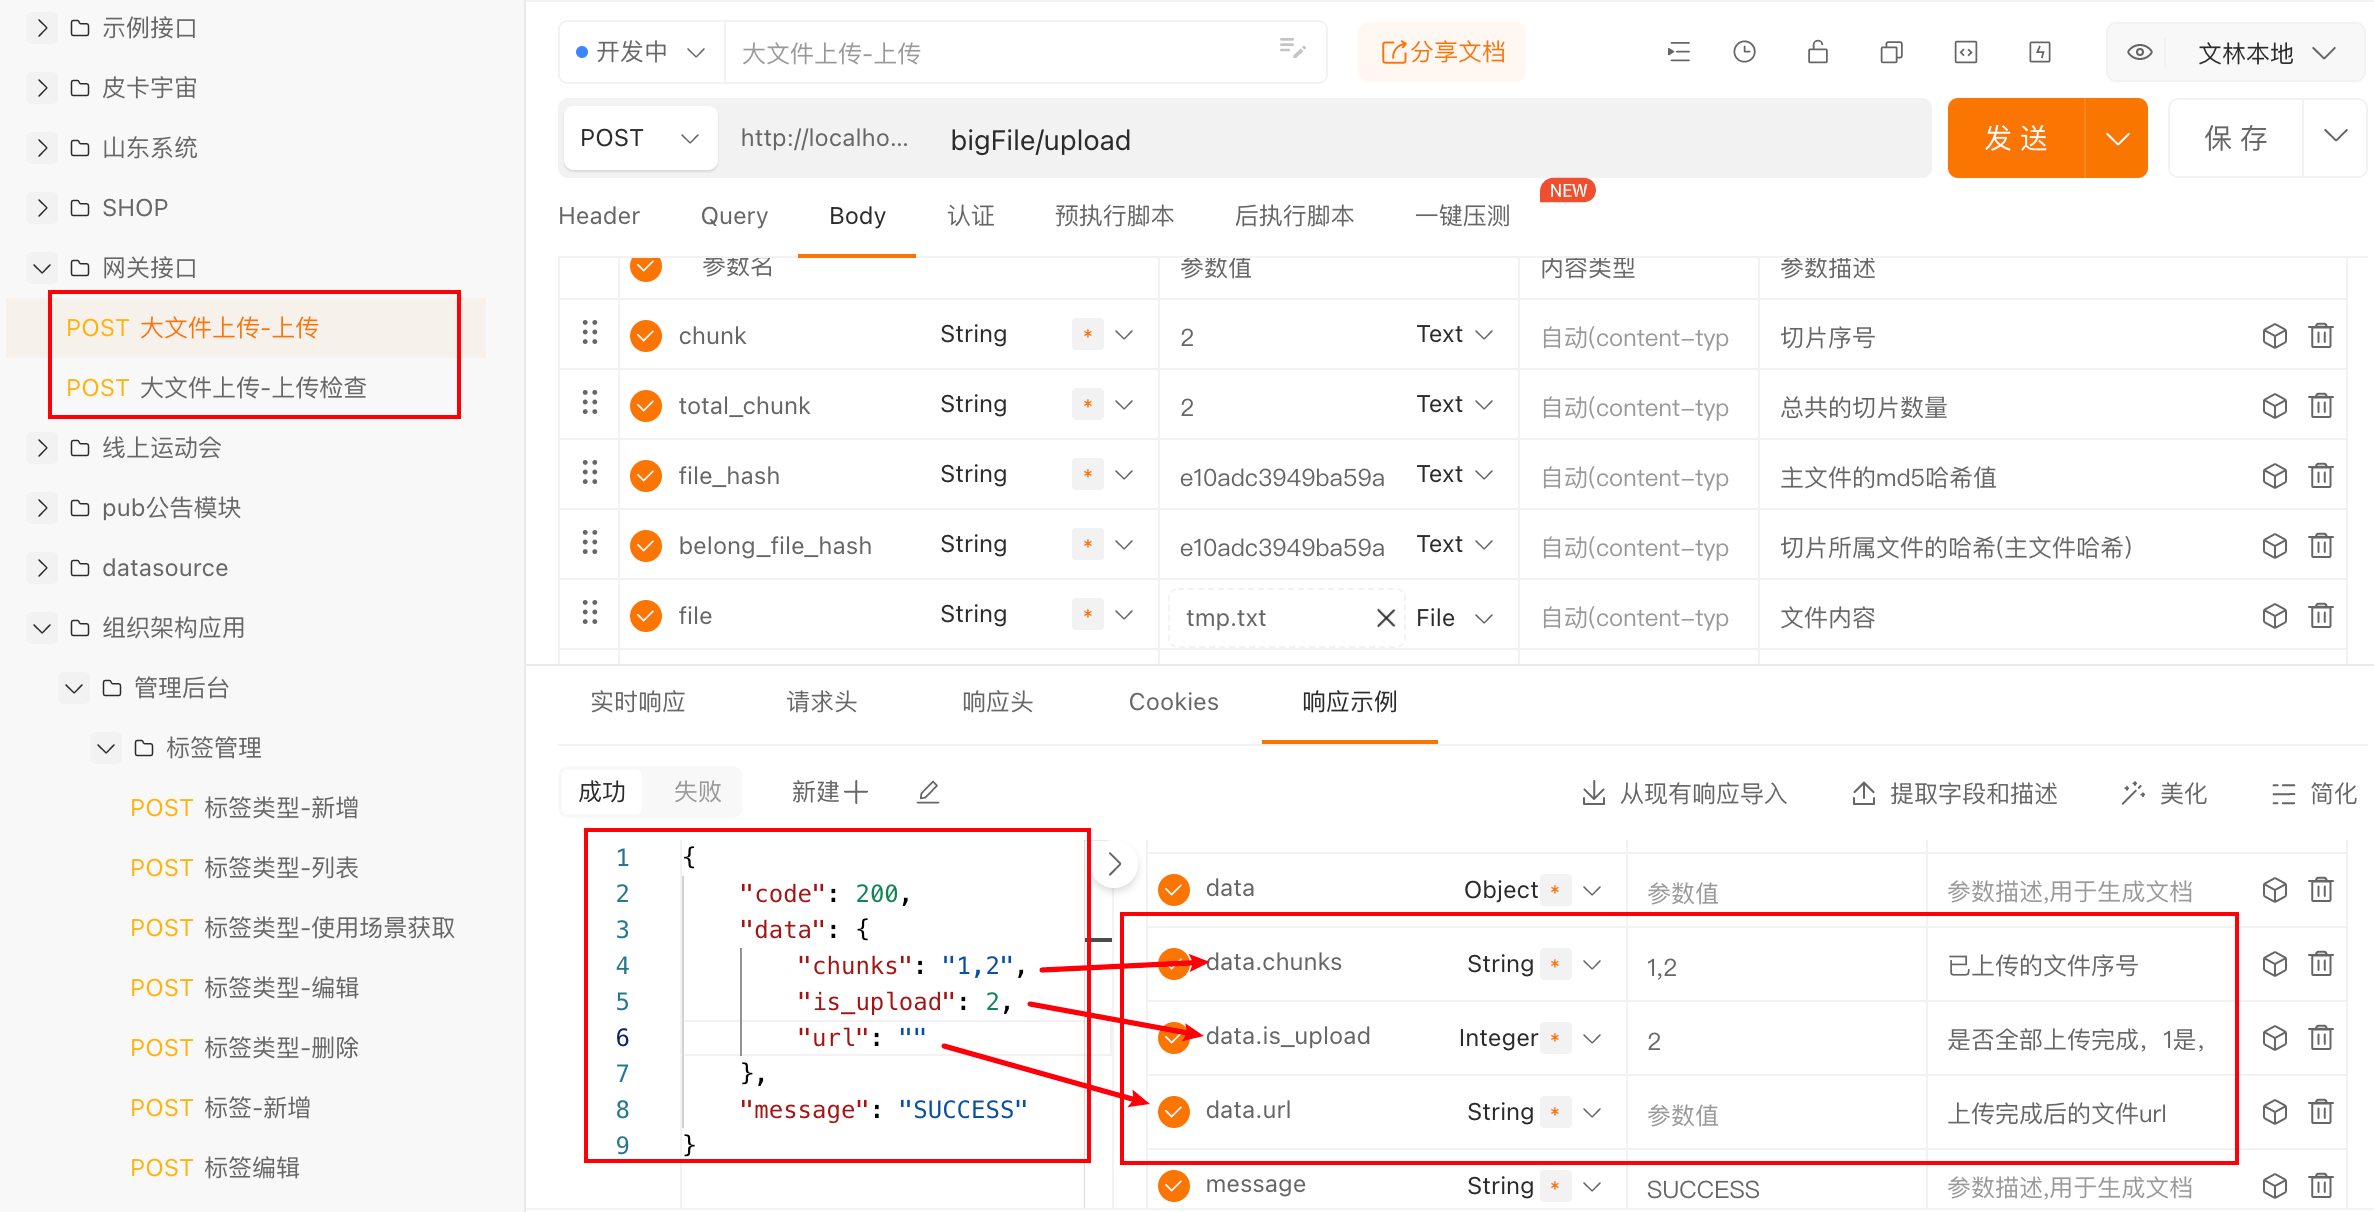 示例接口
皮卡宇宙
山东系统
SHOP
网关接口
POST 大文件上传-上传
POST 大文件上传-上传检查
线上运动会
pub公告模块
datasource
组织架构应用
管理后台
标签管理
POST 标签类型-新增
POST 标签类型-列表
POST 标签类型-使用场景获取
POST 标签类型-编辑
POST 标签类型-删除
POST 标签-新增
POST 标签编辑
开发中 大文件上传-上传 分享文档 文林本地
POST http://localho... bigFile/upload 发送 保存
Header Query Body 认证 预执行脚本 后执行脚本 一键压测 NEW
参数名 参数值 内容类型 参数描述
chunk String * 2 Text 自动(content-typ 切片序号
total_chunk String * 2 Text 自动(content-typ 总共的切片数量
file_hash String * e10adc3949ba59a Text 自动(content-typ 主文件的md5哈希值
belong_file_hash String * e10adc3949ba59a Text 自动(content-typ 切片所属文件的哈希(主文件哈希)
file String * tmp.txt File 自动(content-typ 文件内容
实时响应 请求头 响应头 Cookies 响应示例
成功 失败 新建 从现有响应导入 提取字段和描述 美化 简化
1 {
2 "code": 200,
3 "data": {
4 "chunks": "1,2",
5 "is_upload": 2,
6 "url": ""
7 },
8 "message": "SUCCESS"
9 }
data Object * 参数值 参数描述,用于生成文档
data.chunks String * 1,2 已上传的文件序号
data.is_upload Integer * 2 是否全部上传完成，1是，
data.url String * 参数值 上传完成后的文件url
message String * SUCCESS 参数描述,用于生成文档